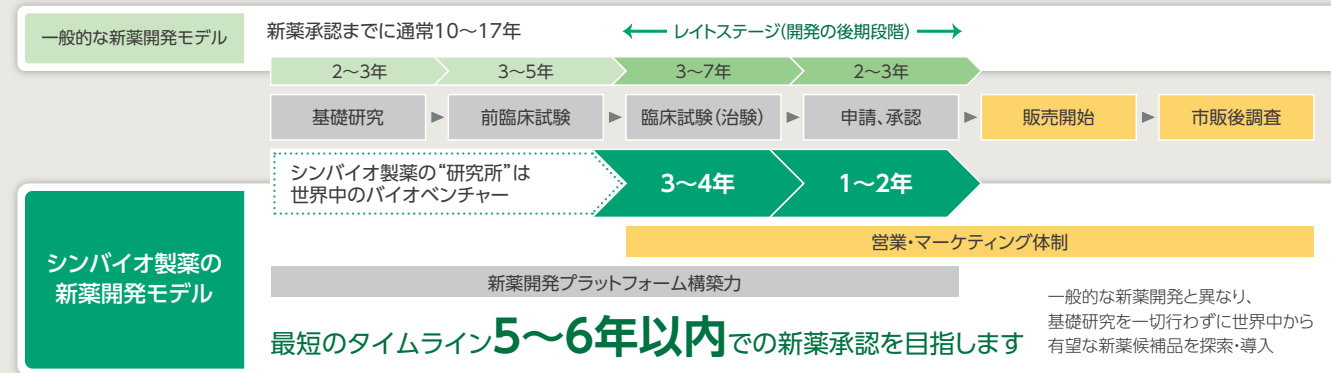 一般的な新薬開発モデル
新薬承認までに通常10～17年
レイトステージ(開発の後期段階)
2～3年
3～5年
3～7年
2～3年
基礎研究
前臨床試験
臨床試験(治験)
申請、承認
販売開始
市販後調査
シンバイオ製薬の
新薬開発モデル
シンバイオ製薬の“研究所”は
世界中のバイオベンチャー
3～4年
1～2年
営業・マーケティング体制
新薬開発プラットフォーム構築力
最短のタイムライン5～6年以内での新薬承認を目指します
一般的な新薬開発と異なり、
基礎研究を一切行わずに世界中から
有望な新薬候補品を探索・導入